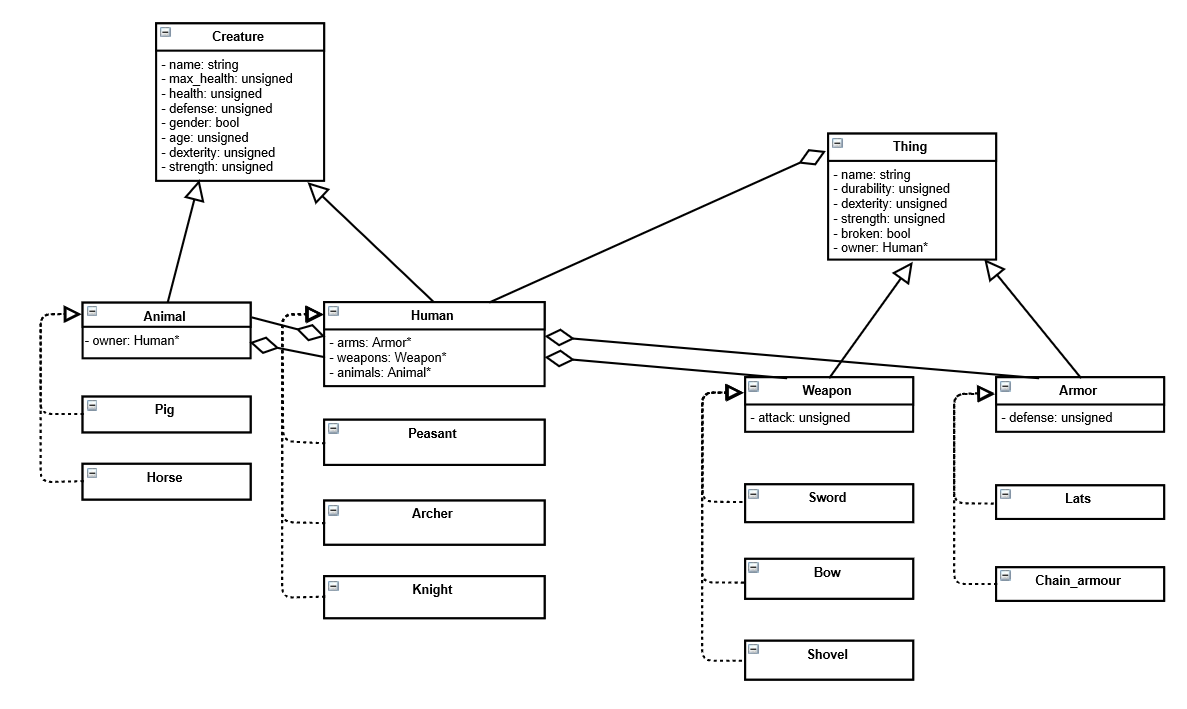 Creature
- name: string
- max_health: unsigned
- health: unsigned
- defense: unsigned
- gender: bool
- age: unsigned
- dexterity: unsigned
- strength: unsigned
Thing
- name: string
- durability: unsigned
- dexterity: unsigned
- strength: unsigned
- broken: bool
- owner: Human*
Animal
- owner: Human*
Human
- arms: Armor*
- weapons: Weapon*
- animals: Animal*
Pig
Horse
Peasant
Archer
Knight
Weapon
- attack: unsigned
Sword
Bow
Shovel
Armor
- defense: unsigned
Lats
Chain_armour